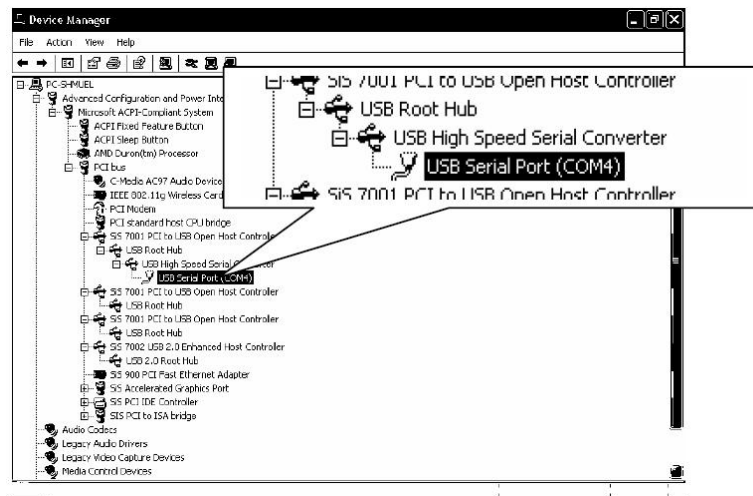 Device Manager
File Action View Help
PC-SHMUEL
Advanced Configuration and Power Inte
Microsoft ACPI-Compliant System
ACPI Fixed Feature Button
ACPI Sleep Button
AMD Duron(tm) Processor
PCI bus
C-Media AC97 Audio Device
IEEE 802.11g Wireless Card
PCI Modem
PCI standard host CPU bridge
SiS 7001 PCI to USB Open Host Controlle
USB Root Hub
USB High Speed Serial Converter
USB Serial Port (COM4)
SiS 7001 PCI to USB Open Host Controller
USB Root Hub
SiS 7001 PCI to USB Open Host Controller
USB Root Hub
SiS 7002 USB 2.0 Enhanced Host Controller
USB 2.0 Root Hub
SiS 900 PCI Fast Ethernet Adapter
SiS Accelerated Graphics Port
SiS PCI IDE Controller
SIS PCI to ISA bridge
Audio Codecs
Legacy Audio Drivers
Legacy Video Capture Devices
Media Control Devices
SiS 7001 PCI to USB Open Host Controller
USB Root Hub
USB High Speed Serial Converter
USB Serial Port (COM4)
SiS 7001 PCI to USB Open Host Controller